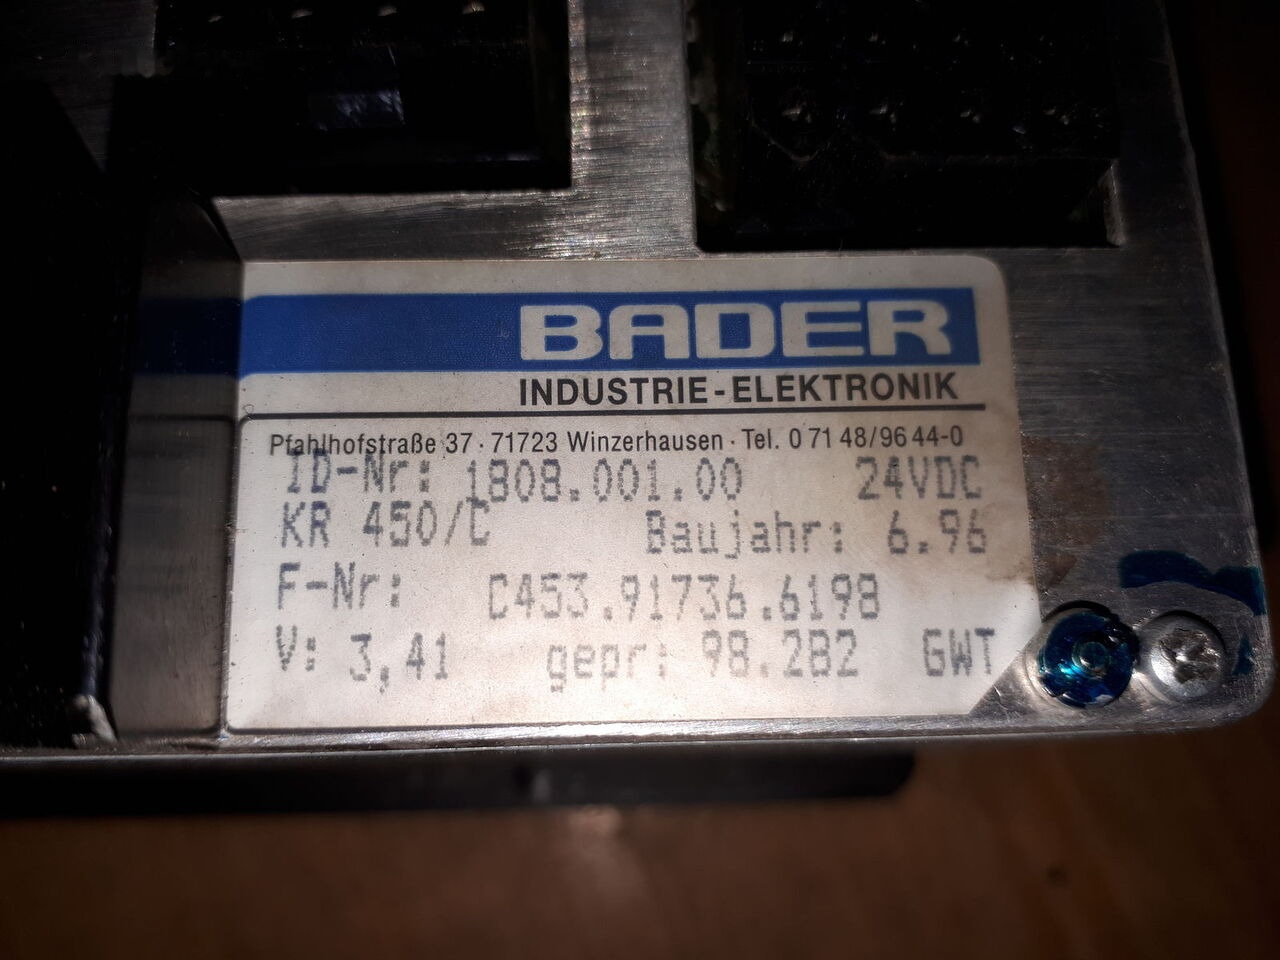 BADER
INDUSTRIE-ELEKTRONIK
Pfahlhofstraße 37 · 71723 Winzerhausen · Tel. 0 71 48/96 44-0
ID-Nr: 1808.001.00 24VDC
KR 450/C Baujahr: 6.96
F-Nr: C453.91736.6198
V: 3,41 gepr: 98.2B2 GWT